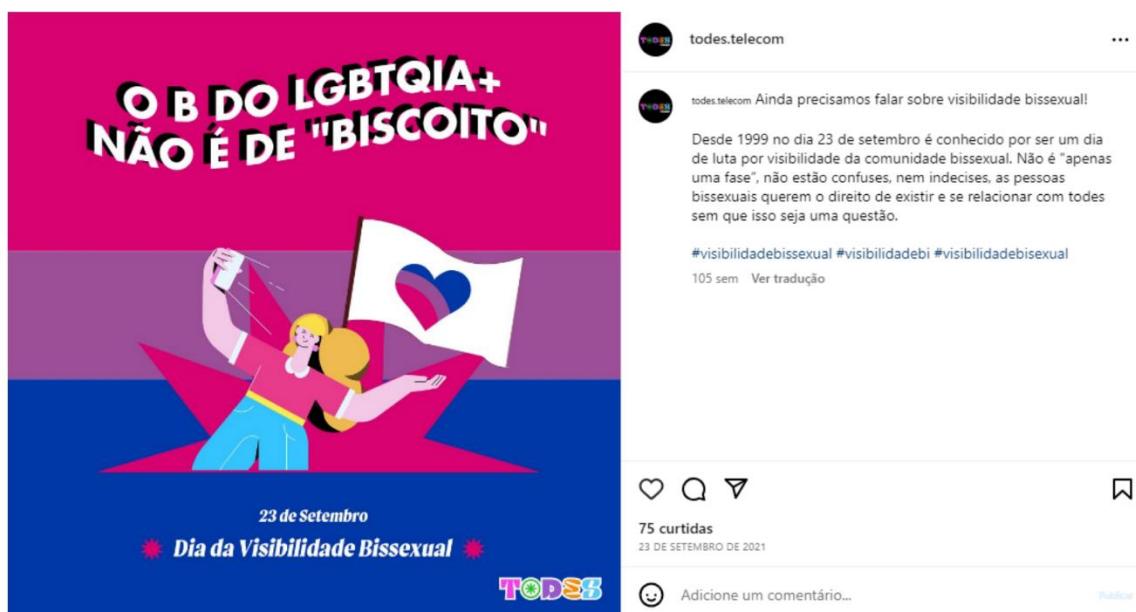 O B DO LGBTQIA+
NÃO É DE "BISCOITO"
23 de Setembro
Dia da Visibilidade Bissexual
TODES
TODES
todes.telecom
TODES
todes.telecom Ainda precisamos falar sobre visibilidade bissexual!
Desde 1999 no dia 23 de setembro é conhecido por ser um dia
de luta por visibilidade da comunidade bissexual. Não é "apenas
uma fase", não estão confuses, nem indecises, as pessoas
bissexuais querem o direito de existir e se relacionar com todes
sem que isso seja uma questão.
#visibilidadebissexual #visibilidadebi #visibilidadebisexual
105 sem Ver tradução
75 curtidas
23 DE SETEMBRO DE 2021
Adicione um comentário...
Publicar